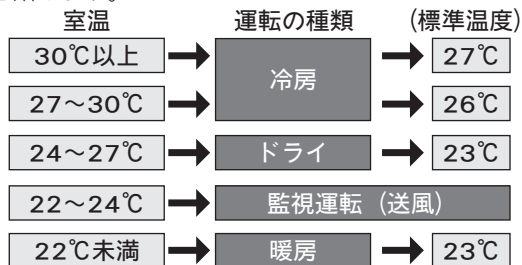 室温 運転の種類 (標準温度)
30℃以上 冷房 27℃
27～30℃ 26℃
24～27℃ ドライ 23℃
22～24℃ 監視運転（送風）
22℃未満 暖房 23℃